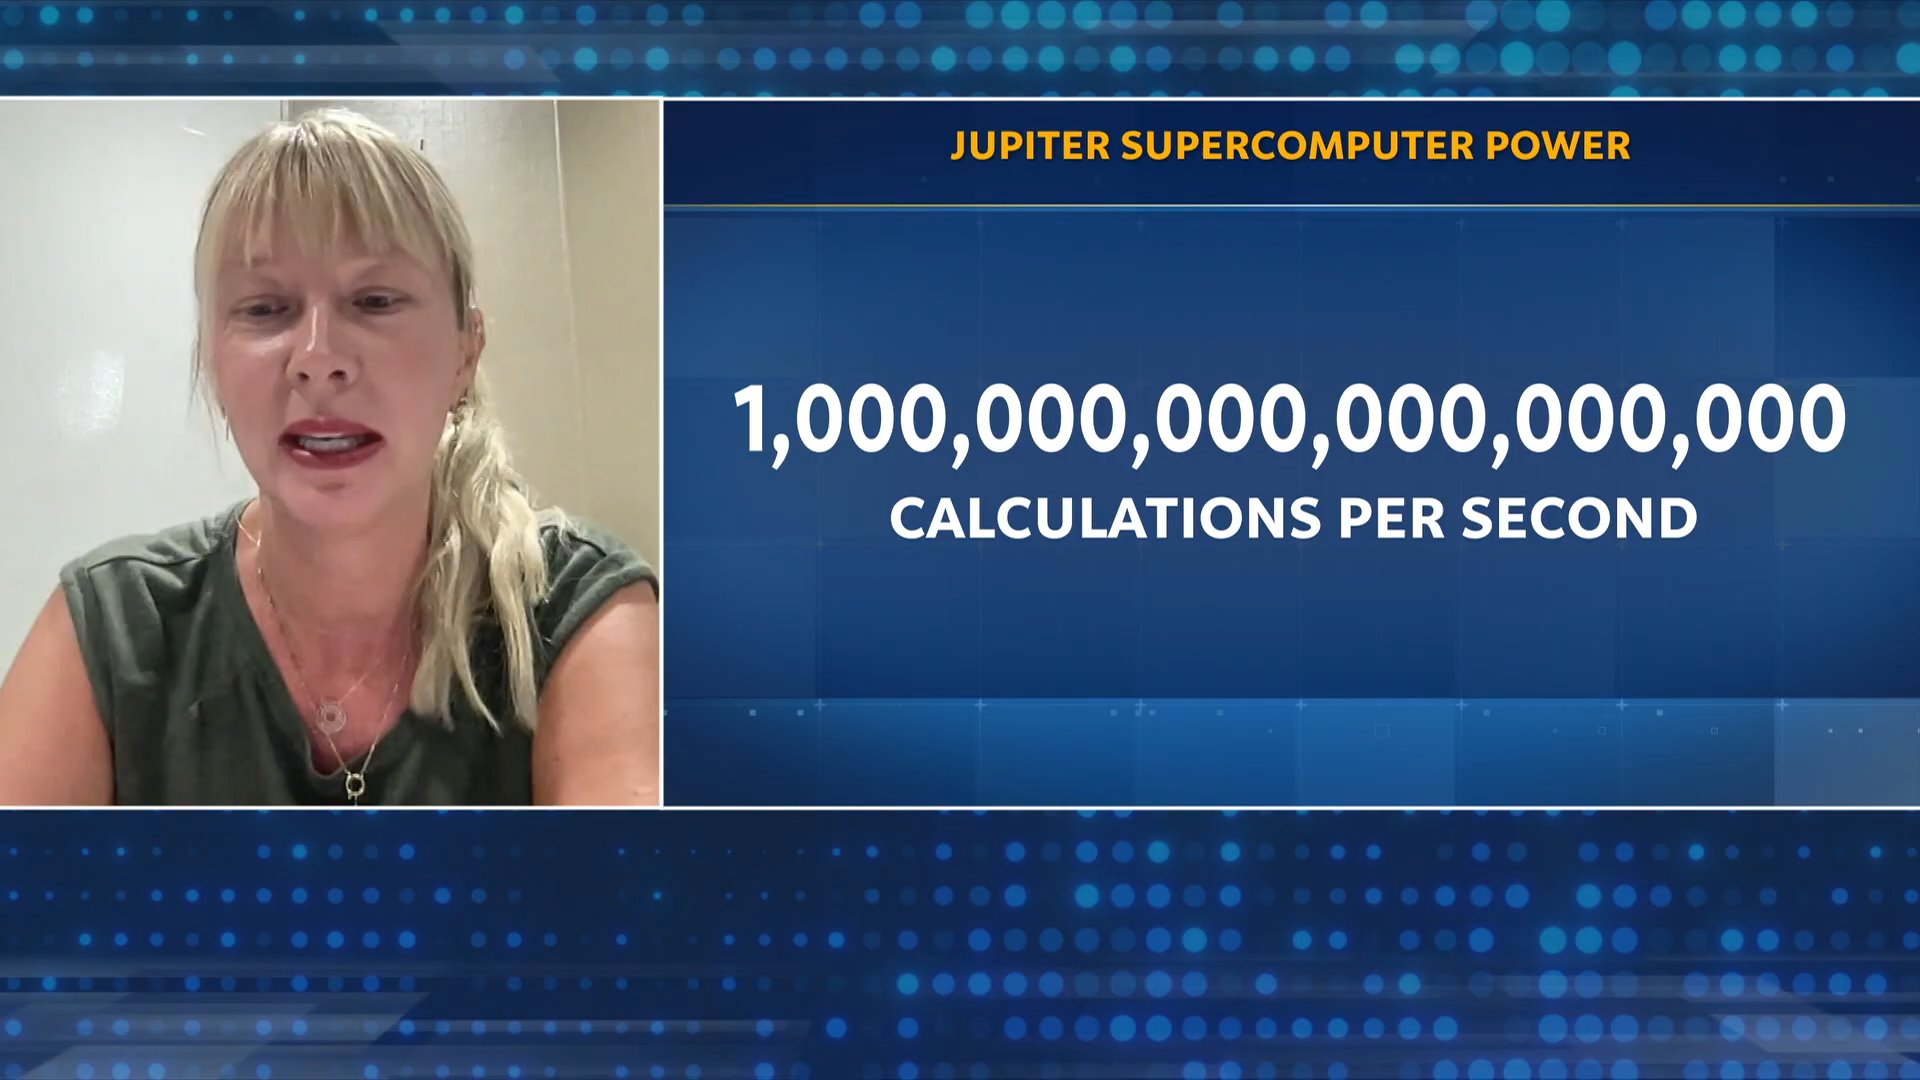 JUPITER SUPERCOMPUTER POWER
1,000,000,000,000,000,000
CALCULATIONS PER SECOND